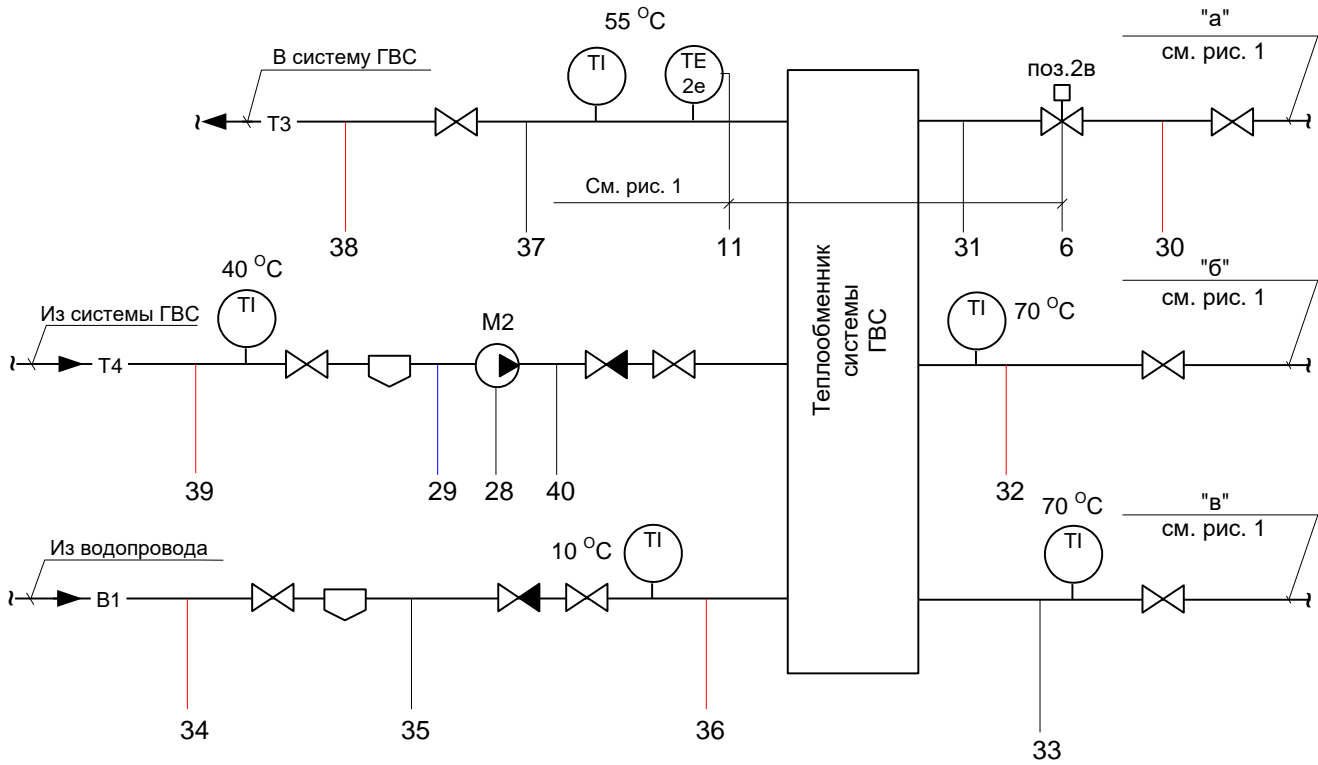 55 °C
"а"
В систему ГВС
TI
TE
2е
поз.2в
см. рис. 1
Т3
См. рис. 1
38
37
11
31
6
30
40 °C
"б"
Из системы ГВС
TI
М2
TI
70 °C
см. рис. 1
Т4
Теплообменник
системы
ГВС
39
29
28
40
32
70 °C
"в"
Из водопровода
10 °C
TI
TI
см. рис. 1
В1
34
35
36
33